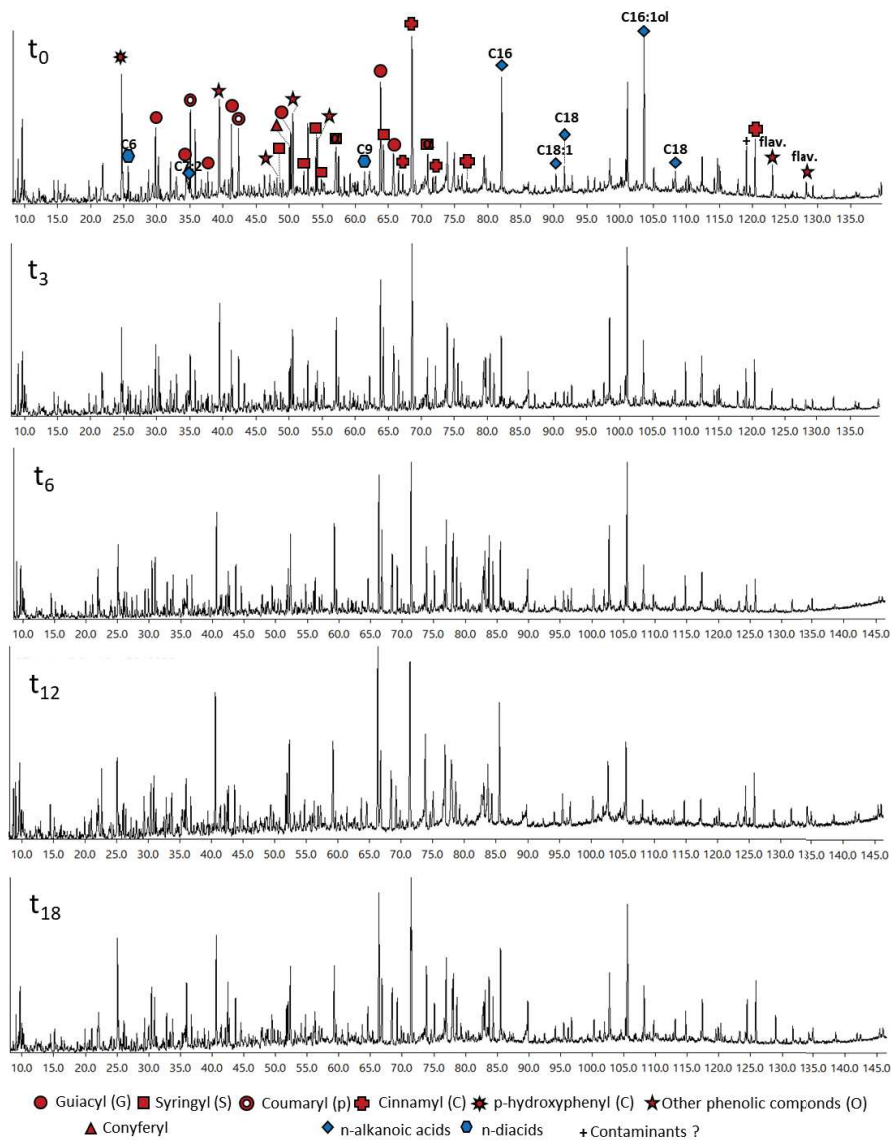 t0
C6
C7:2
C9
C16
C18:1
C18
C16:1ol
C18
+
flav.
flav.
10.0 15.0 20.0 25.0 30.0 35.0 40.0 45.0 50.0 55.0 60.0 65.0 70.0 75.0 80.0 85.0 90.0 95.0 100.0 105.0 110.0 115.0 120.0 125.0 130.0 135.0
t3
10.0 15.0 20.0 25.0 30.0 35.0 40.0 45.0 50.0 55.0 60.0 65.0 70.0 75.0 80.0 85.0 90.0 95.0 100.0 105.0 110.0 115.0 120.0 125.0 130.0 135.0
t6
10.0 15.0 20.0 25.0 30.0 35.0 40.0 45.0 50.0 55.0 60.0 65.0 70.0 75.0 80.0 85.0 90.0 95.0 100.0 105.0 110.0 115.0 120.0 125.0 130.0 135.0 140.0 145.0
t12
10.0 15.0 20.0 25.0 30.0 35.0 40.0 45.0 50.0 55.0 60.0 65.0 70.0 75.0 80.0 85.0 90.0 95.0 100.0 105.0 110.0 115.0 120.0 125.0 130.0 135.0 140.0 145.0
t18
10.0 15.0 20.0 25.0 30.0 35.0 40.0 45.0 50.0 55.0 60.0 65.0 70.0 75.0 80.0 85.0 90.0 95.0 100.0 105.0 110.0 115.0 120.0 125.0 130.0 135.0 140.0 145.0
Guiacyl (G) Syringyl (S) Coumaryl (p) Cinnamyl (C) p-hydroxyphenyl (C) Other phenolic componds (O)
Conyferyl n-alkanoic acids n-diacids +Contaminants ?